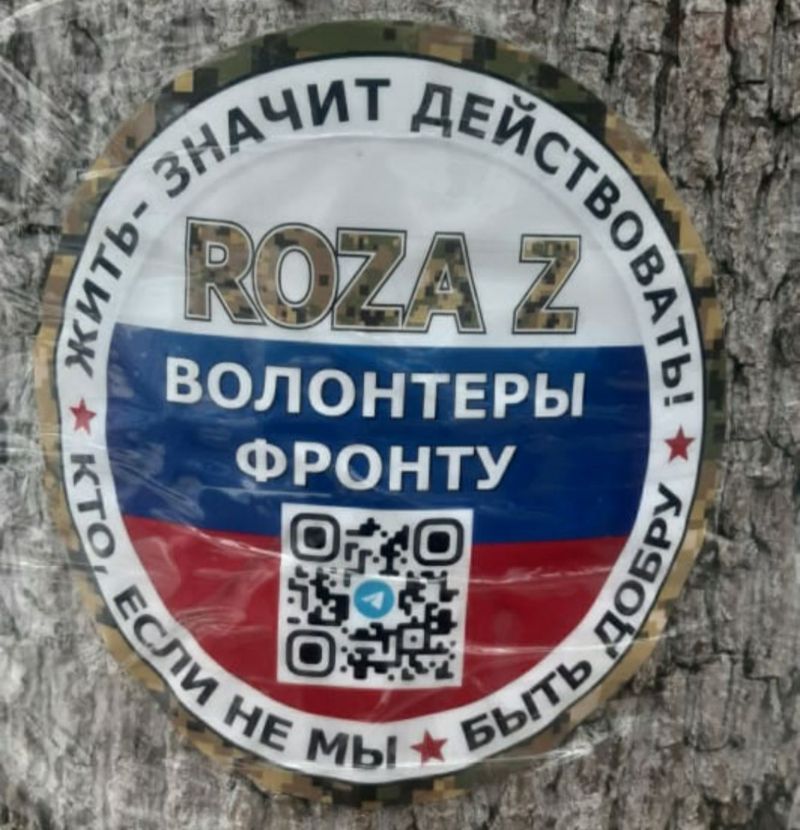 ЖИТЬ- ЗНАЧИТ ДЕЙСТВОВАТЬ!
ROZA Z
ВОЛОНТЕРЫ
ФРОНТУ
КТО, ЕСЛИ НЕ МЫ ★ БЫТЬ ДОБРУ